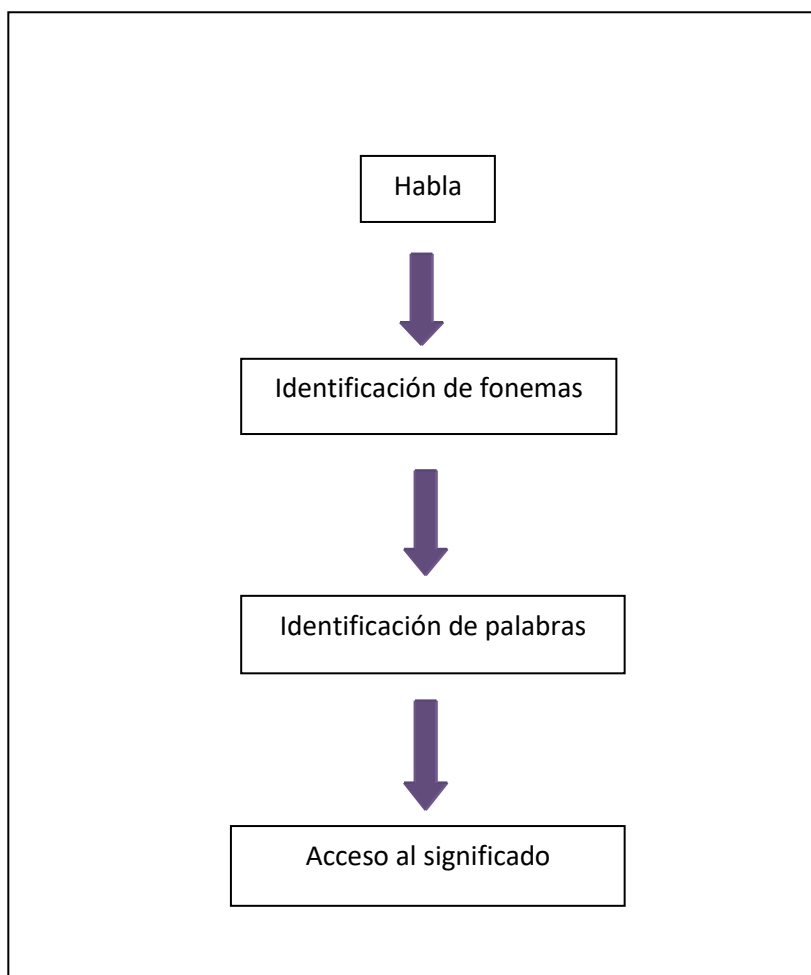 Habla
Identificación de fonemas
Identificación de palabras
Acceso al significado